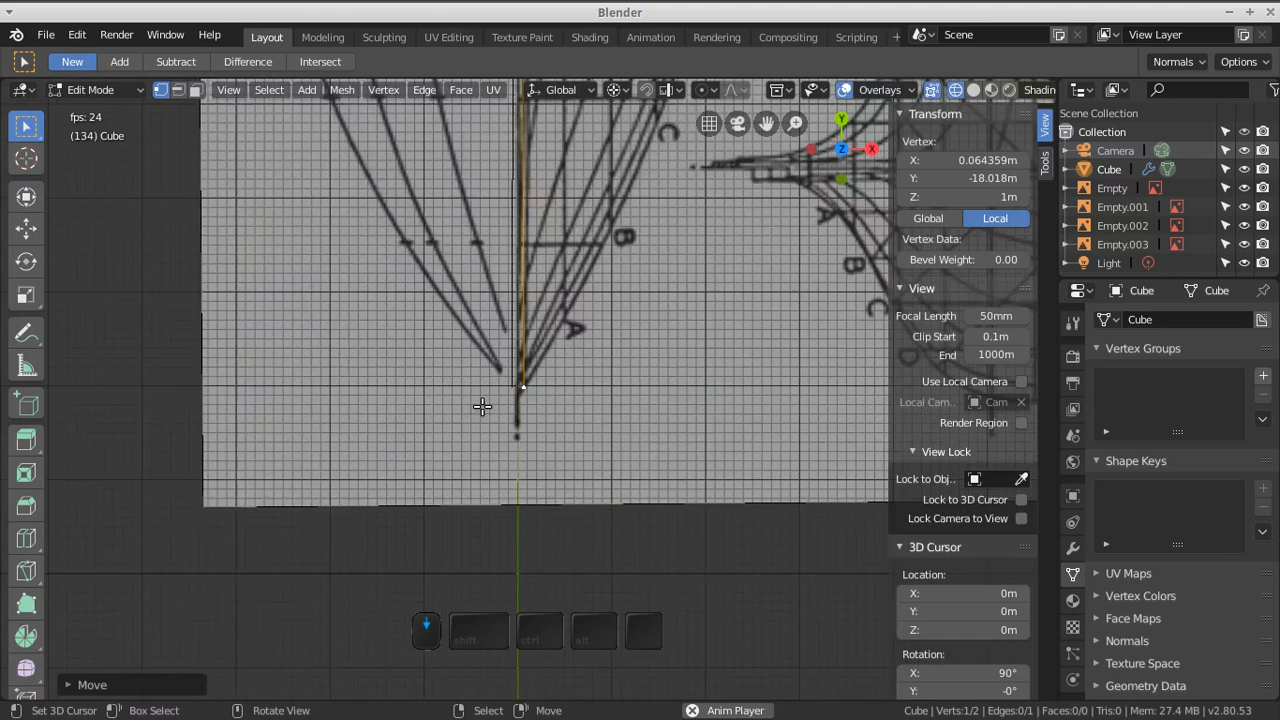 Blender
File Edit Render Window Help
Layout Modeling Sculpting UV Editing Texture Paint Shading Animation Rendering Compositing Scripting +
Scene
View Layer
New Add Subtract Difference Intersect
Normals
Options
Edit Mode
View Select Add Mesh Vertex Edge Face UV
Global
Overlays
Shadin
fps: 24
(134) Cube
Y
Z
X
C
B
A
A
B
C
D
Transform
Vertex:
X: 0.064359m
Y: -18.018m
Z: 1m
Global Local
Vertex Data:
Bevel Weight: 0.00
View
Focal Length 50mm
Clip Start 0.1m
End 1000m
Use Local Camera
Local Cam.. Cam
Render Region
View Lock
Lock to Obj..
Lock to 3D Cursor
Lock Camera to View
3D Cursor
Location:
X: 0m
Y: 0m
Z: 0m
Rotation:
X: 90°
Y: -0°
View
Tools
Scene Collection
Collection
Camera
Cube
Empty
Empty.001
Empty.002
Empty.003
Light
Cube Cube
Cube
Vertex Groups
Shape Keys
UV Maps
Vertex Colors
Face Maps
Normals
Texture Space
Geometry Data
shift ctrl alt
Move
Set 3D Cursor Box Select Rotate View Select Move Anim Player Cube | Verts:1/2 | Edges:0/1 | Faces:0/0 | Tris:0 | Mem: 27.4 MB | v2.80.53